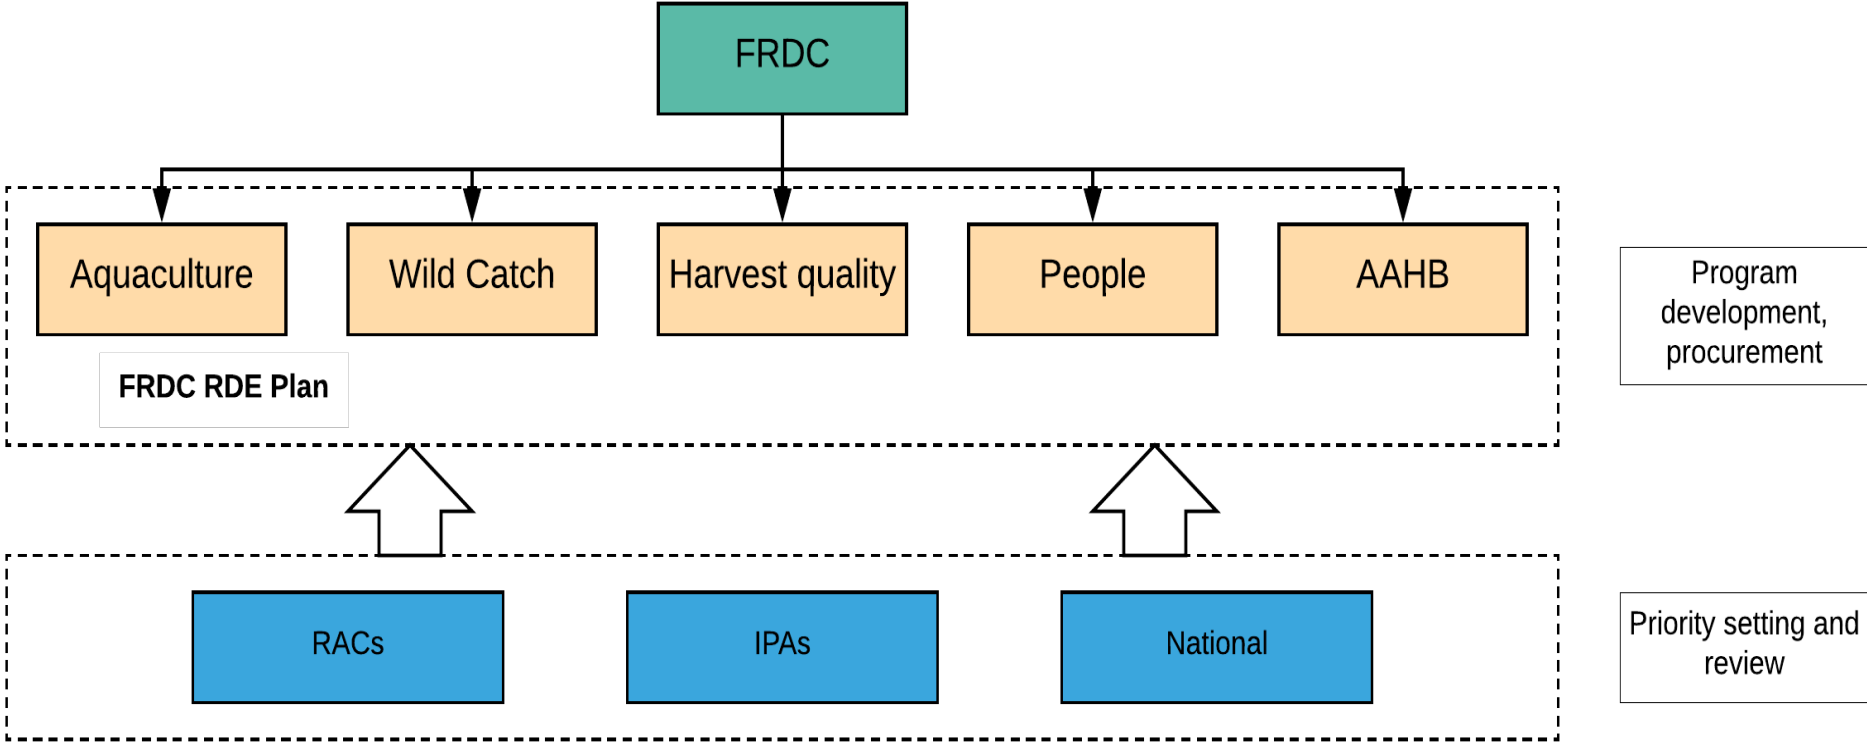 FRDC
Aquaculture
Wild Catch
Harvest quality
People
AAHB
Program
development,
procurement
FRDC RDE Plan
RACs
IPAs
National
Priority setting and
review